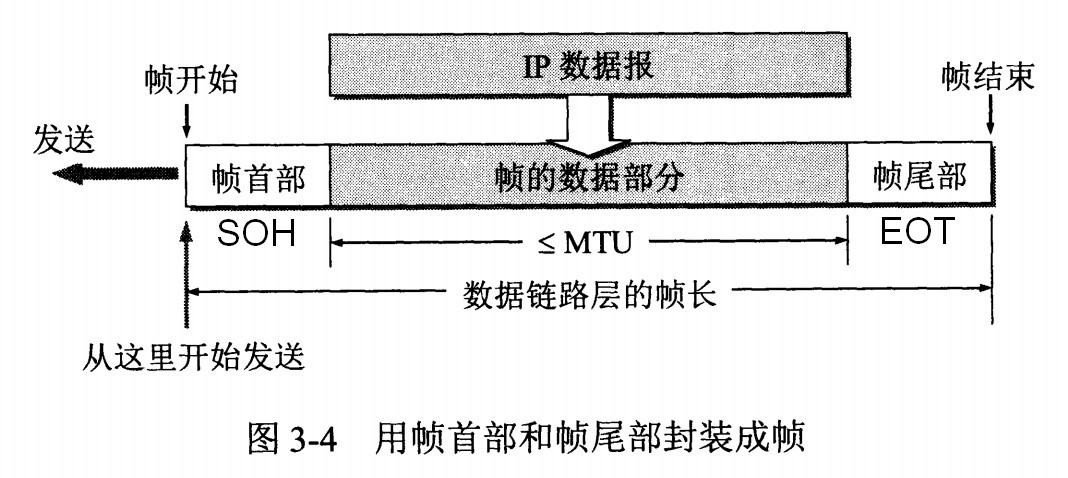 IP 数据报
帧开始
帧结束
发送
帧首部
帧的数据部分
帧尾部
SOH
≤ MTU
EOT
数据链路层的帧长
从这里开始发送
图 3-4 用帧首部和帧尾部封装成帧